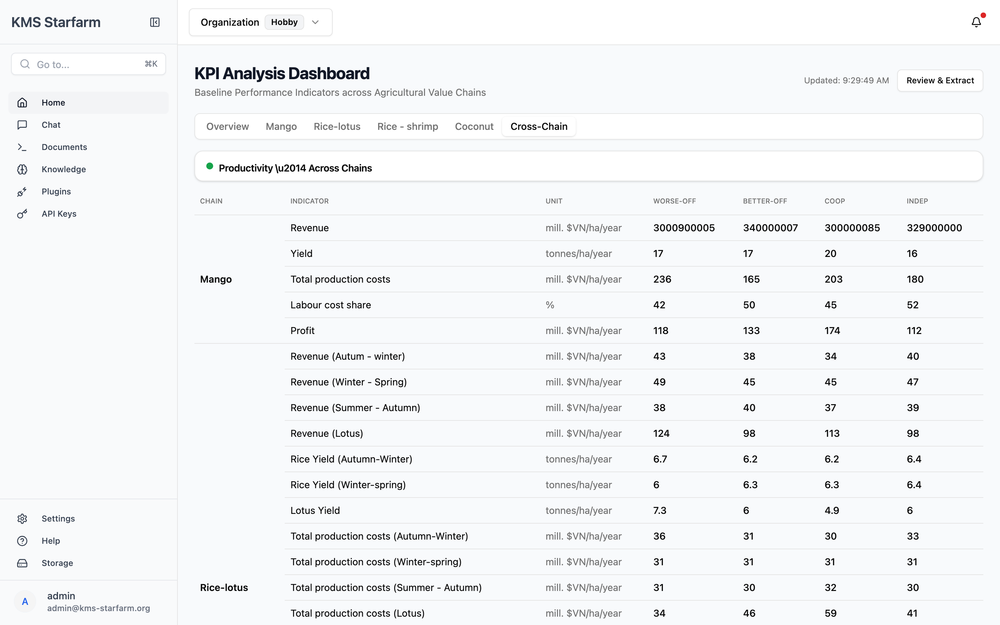 KMS Starfarm
Go to...
⌘K
Home
Chat
Documents
Knowledge
Plugins
API Keys
Settings
Help
Storage
A
admin
admin@kms-starfarm.org
Organization Hobby
KPI Analysis Dashboard
Baseline Performance Indicators across Agricultural Value Chains
Updated: 9:29:49 AM
Review & Extract
Overview Mango Rice-lotus Rice - shrimp Coconut Cross-Chain
Productivity \u2014 Across Chains
CHAIN INDICATOR UNIT WORSE-OFF BETTER-OFF COOP INDEP
Revenue mill. $VN/ha/year 3000900005 340000007 300000085 329000000
Yield tonnes/ha/year 17 17 20 16
Mango Total production costs mill. $VN/ha/year 236 165 203 180
Labour cost share % 42 50 45 52
Profit mill. $VN/ha/year 118 133 174 112
Revenue (Autum - winter) mill. $VN/ha/year 43 38 34 40
Revenue (Winter - Spring) mill. $VN/ha/year 49 45 45 47
Revenue (Summer - Autumn) mill. $VN/ha/year 38 40 37 39
Revenue (Lotus) mill. $VN/ha/year 124 98 113 98
Rice Yield (Autumn-Winter) tonnes/ha/year 6.7 6.2 6.2 6.4
Rice Yield (Winter-spring) tonnes/ha/year 6 6.3 6.3 6.4
Lotus Yield tonnes/ha/year 7.3 6 4.9 6
Total production costs (Autumn-Winter) mill. $VN/ha/year 36 31 30 33
Total production costs (Winter-spring) mill. $VN/ha/year 31 31 31 31
Rice-lotus Total production costs (Summer - Autumn) mill. $VN/ha/year 31 30 32 30
Total production costs (Lotus) mill. $VN/ha/year 34 46 59 41